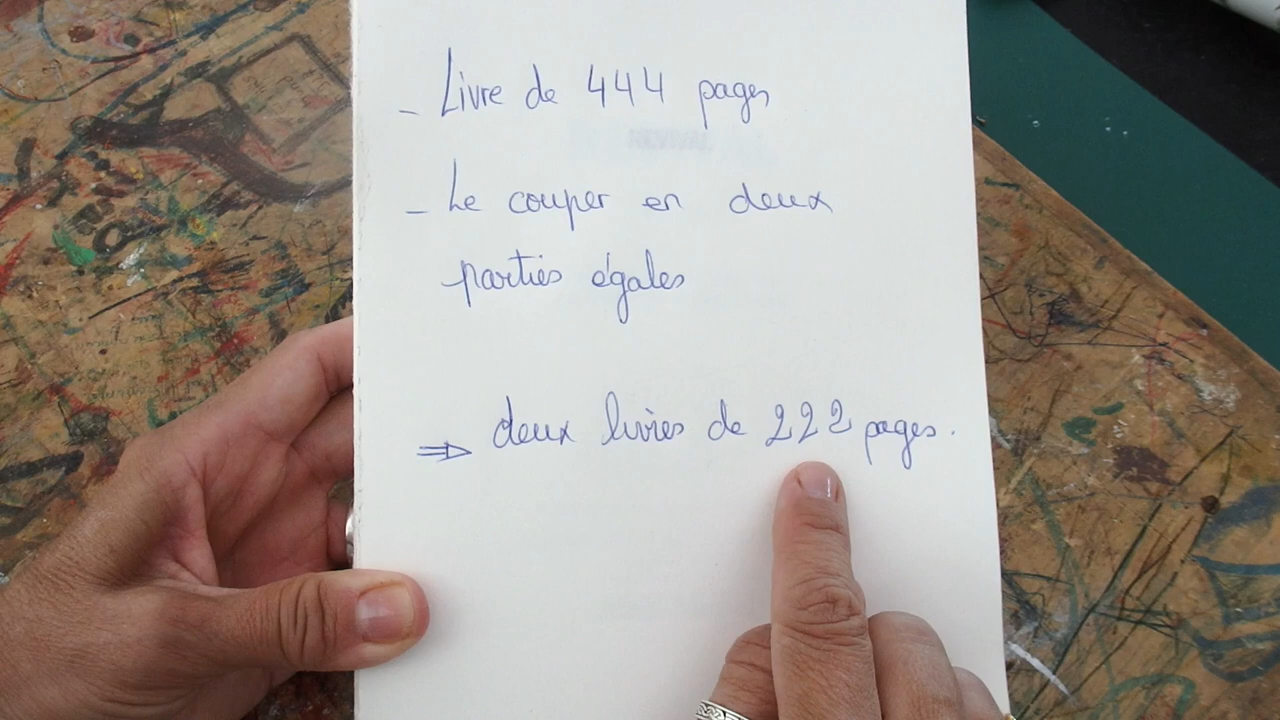 - Livre de 444 pages
- Le couper en deux
parties égales
⇒ deux livres de 222 pages.